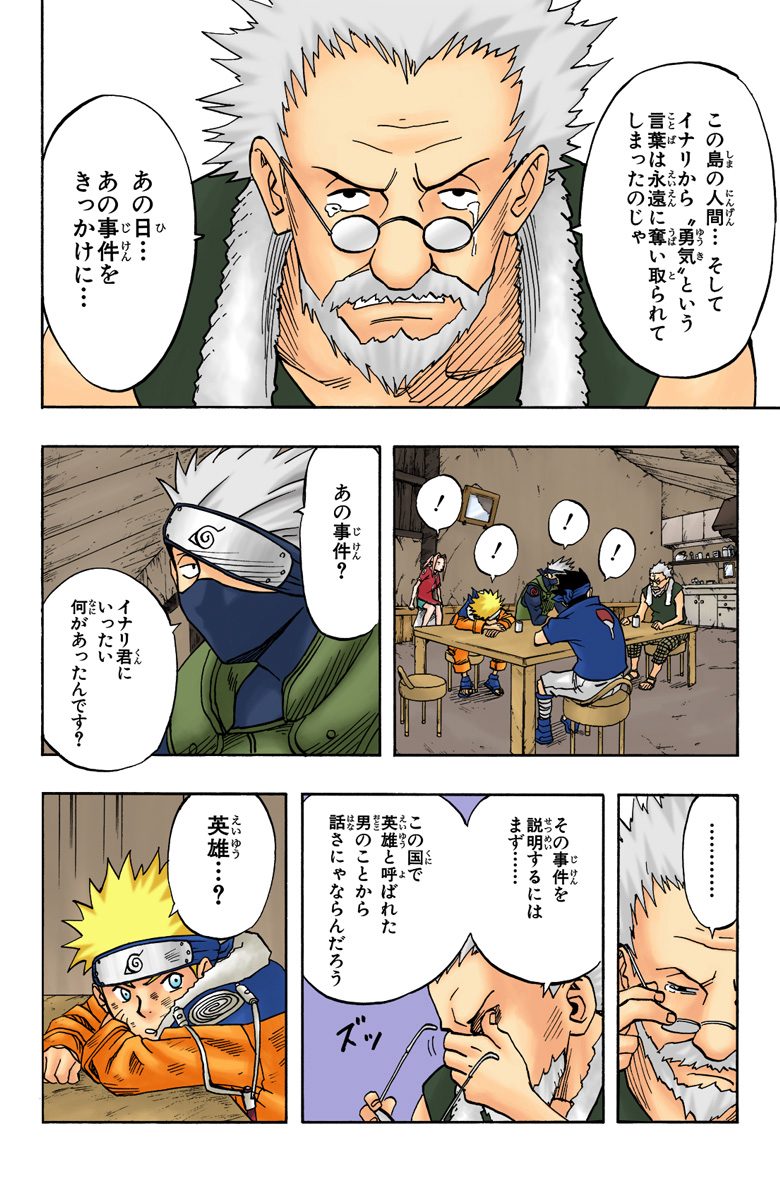 この島の人間…そして
イナリから〝勇気〟という
言葉は永遠に奪い取られて
しまったのじゃ
あの日…
あの事件を
きっかけに…
！
！
！
！
あの事件？
イナリ君に
いったい
何があったんです？
………
その事件を
説明するには
まず……
この国で
英雄と呼ばれた
男のことから
話さにゃならんだろう
ズッ
英雄…？